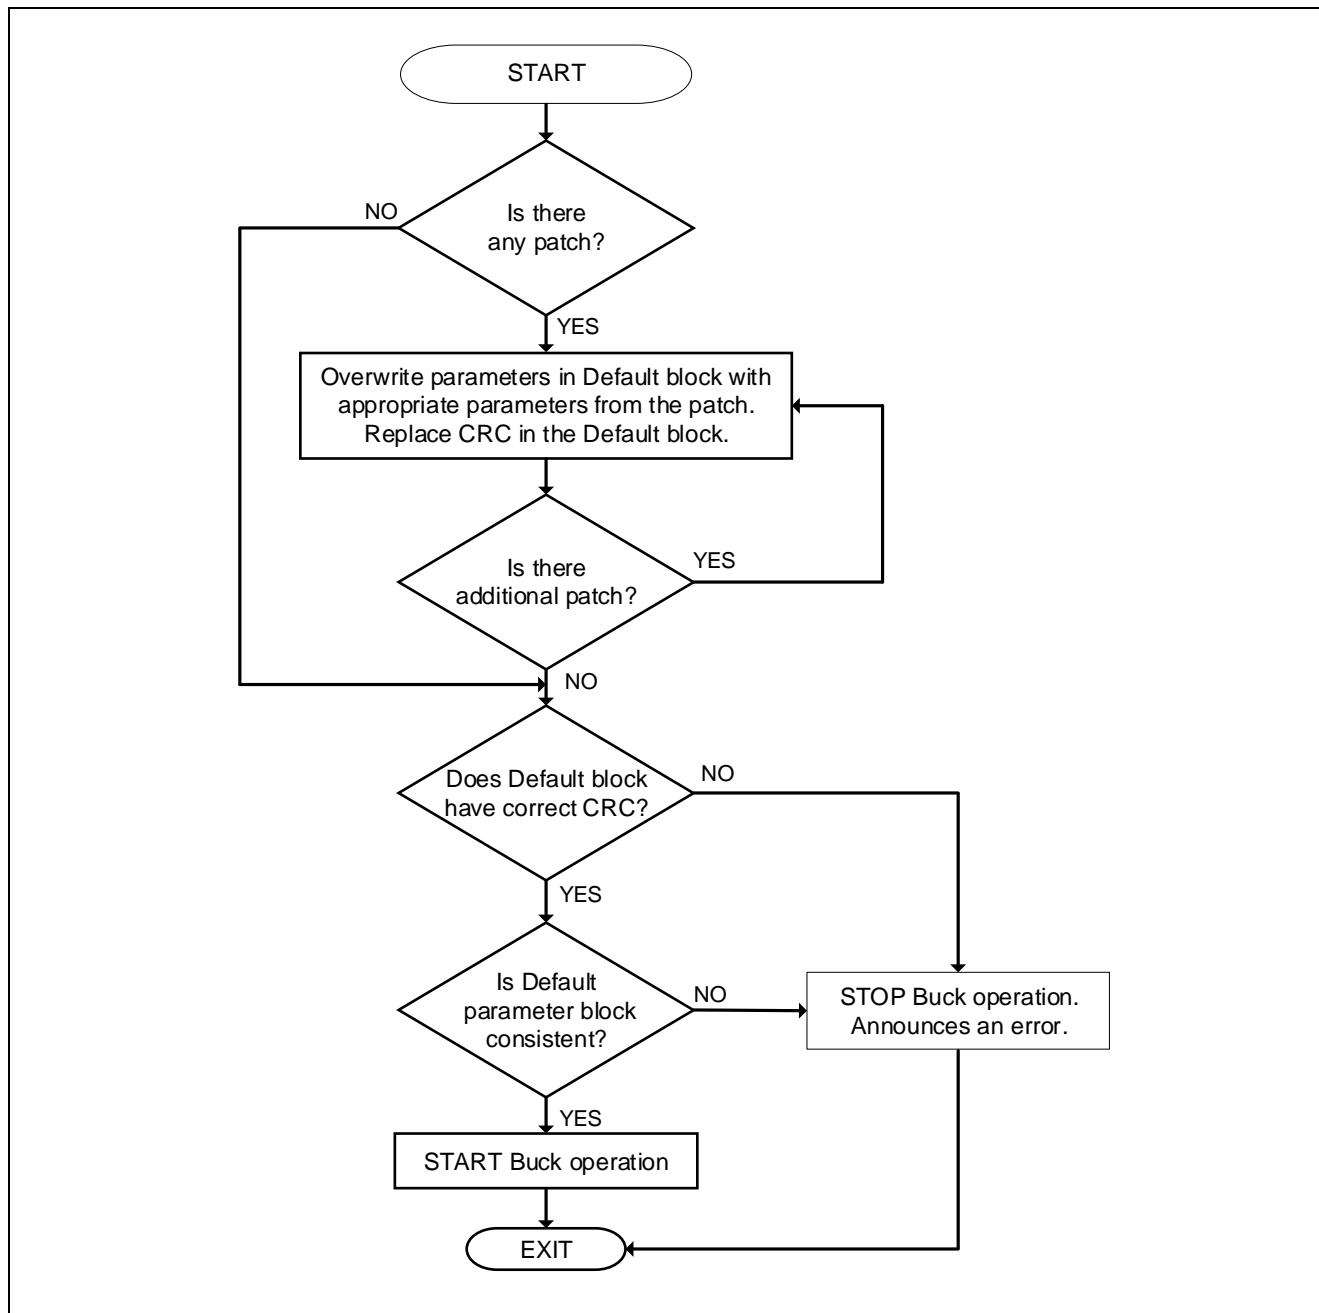 START
NO
Is there
any patch?
YES
Overwrite parameters in Default block with
appropriate parameters from the patch.
Replace CRC in the Default block.
YES
Is there
additional patch?
NO
Does Default block
have correct CRC?
NO
YES
Is Default
parameter block
consistent?
NO
STOP Buck operation.
Announces an error.
YES
START Buck operation
EXIT